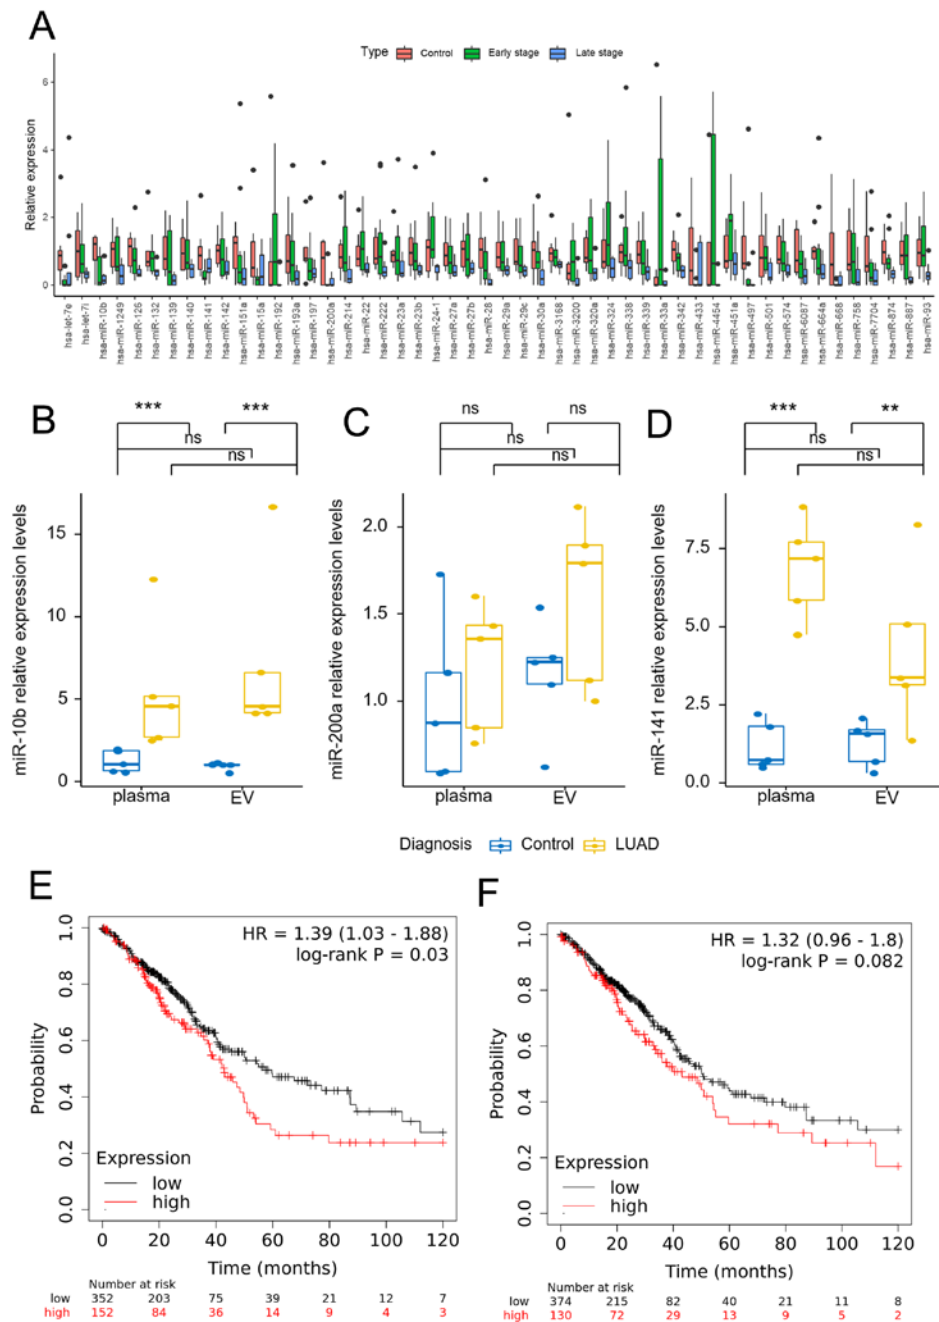 A
Type Control Early stage Late stage
Relative expression
6
4
2
0
hsa-let-7e
hsa-let-7i
hsa-miR-10b
hsa-miR-1249
hsa-miR-126
hsa-miR-132
hsa-miR-139
hsa-miR-140
hsa-miR-141
hsa-miR-142
hsa-miR-151a
hsa-miR-15a
hsa-miR-192
hsa-miR-193a
hsa-miR-197
hsa-miR-200a
hsa-miR-214
hsa-miR-22
hsa-miR-222
hsa-miR-23a
hsa-miR-23b
hsa-miR-24-1
hsa-miR-27a
hsa-miR-27b
hsa-miR-28
hsa-miR-29a
hsa-miR-29c
hsa-miR-30a
hsa-miR-3168
hsa-miR-3200
hsa-miR-320a
hsa-miR-324
hsa-miR-338
hsa-miR-339
hsa-miR-33a
hsa-miR-342
hsa-miR-433
hsa-miR-4454
hsa-miR-451a
hsa-miR-497
hsa-miR-501
hsa-miR-574
hsa-miR-6087
hsa-miR-664a
hsa-miR-668
hsa-miR-758
hsa-miR-7704
hsa-miR-874
hsa-miR-887
hsa-miR-93
B
*** ***
ns
ns
miR-10b relative expression levels
15
10
5
0
plasma EV
C
ns ns
ns
ns
miR-200a relative expression levels
2.0
1.5
1.0
plasma EV
D
*** **
ns
ns
miR-141 relative expression levels
7.5
5.0
2.5
0.0
plasma EV
Diagnosis Control LUAD
E
HR = 1.39 (1.03 - 1.88)
log-rank P = 0.03
Probability
1.0
0.8
0.6
0.4
0.2
0.0
Expression
low
high
0 20 40 60 80 100 120
Time (months)
Number at risk
low 352 203 75 39 21 12 7
high 152 84 36 14 9 4 3
F
HR = 1.32 (0.96 - 1.8)
log-rank P = 0.082
Probability
1.0
0.8
0.6
0.4
0.2
0.0
Expression
low
high
0 20 40 60 80 100 120
Time (months)
Number at risk
low 374 215 82 40 21 11 8
high 130 72 29 13 9 5 2